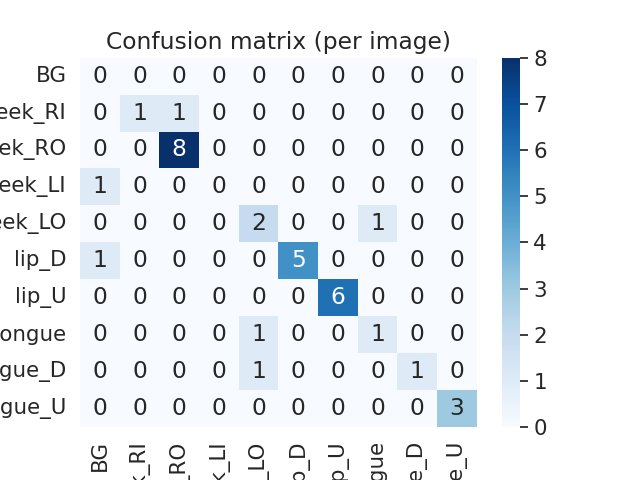 Confusion matrix (per image)
BG 0 0 0 0 0 0 0 0 0 0
eek_RI 0 1 1 0 0 0 0 0 0 0
ek_RO 0 0 8 0 0 0 0 0 0 0
eek_LI 1 0 0 0 0 0 0 0 0 0
eek_LO 0 0 0 0 2 0 0 1 0 0
lip_D 1 0 0 0 0 5 0 0 0 0
lip_U 0 0 0 0 0 0 6 0 0 0
ongue 0 0 0 0 1 0 0 1 0 0
gue_D 0 0 0 0 1 0 0 0 1 0
gue_U 0 0 0 0 0 0 0 0 0 3
BG k_RI _RO k_LI _LO p_D p_U gue e_D e_U
8
7
6
5
4
3
2
1
0